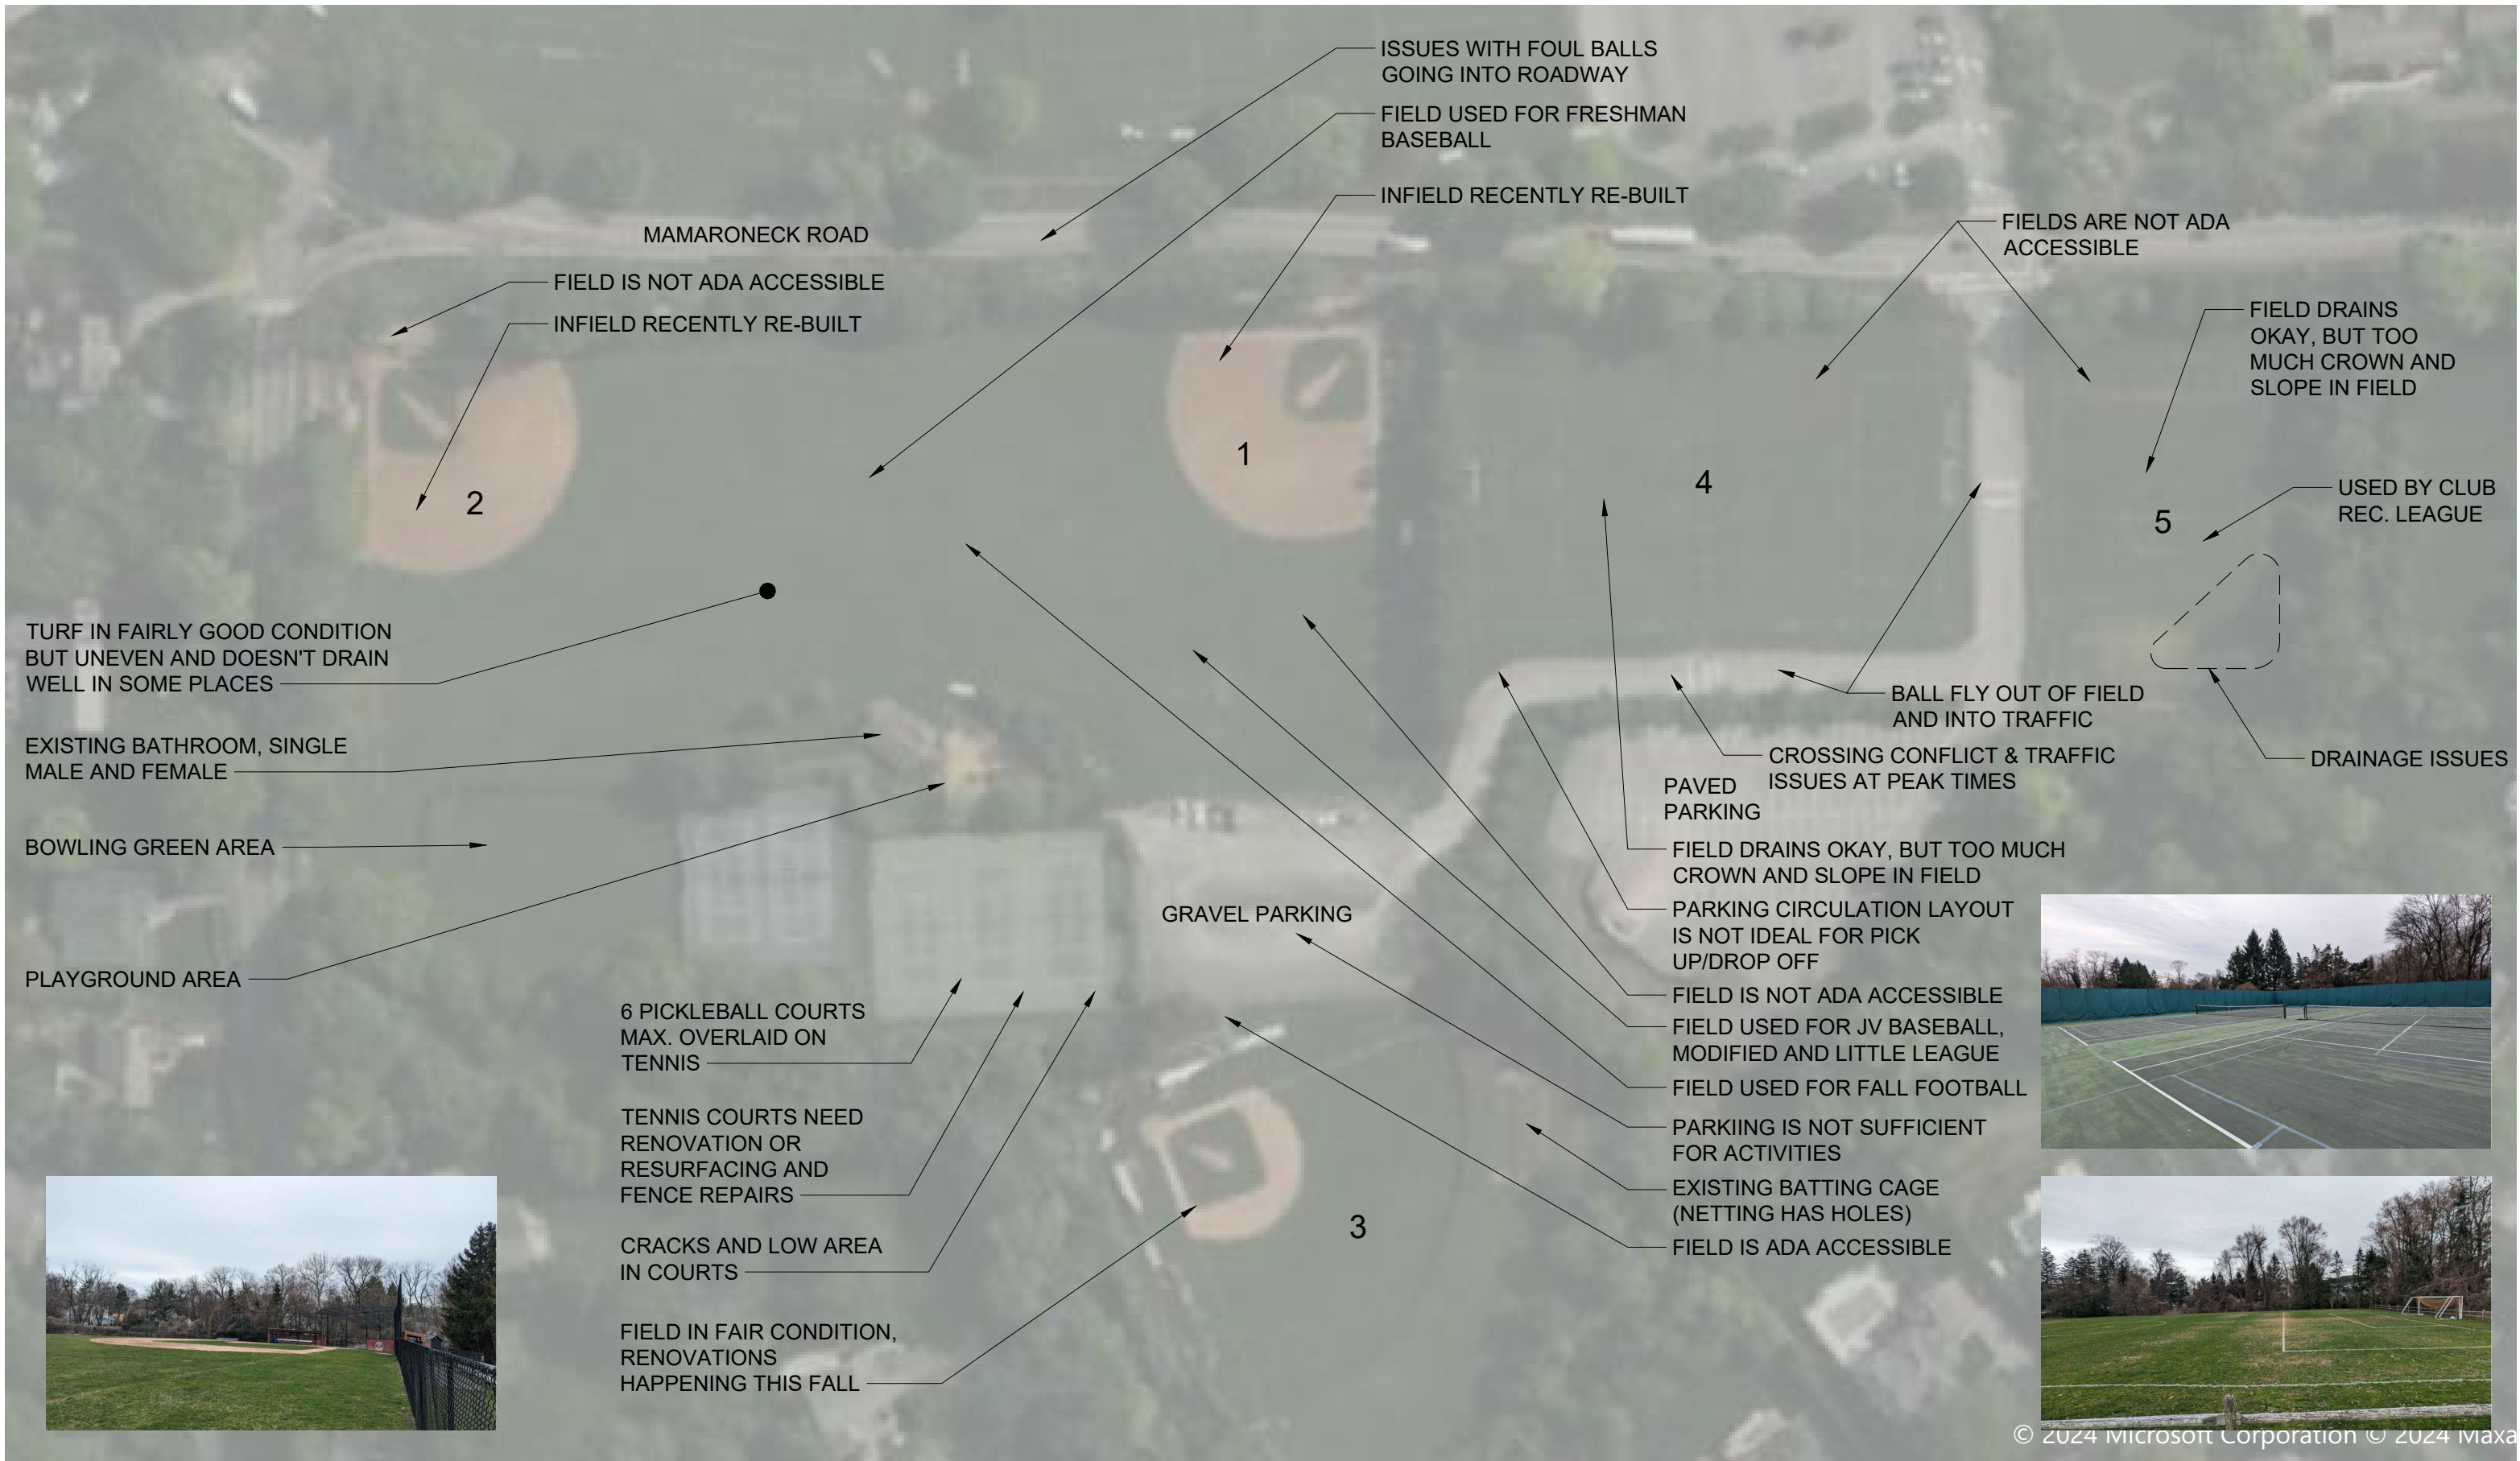 ISSUES WITH FOUL BALLS
GOING INTO ROADWAY
FIELD USED FOR FRESHMAN
BASEBALL
INFIELD RECENTLY RE-BUILT
FIELDS ARE NOT ADA
ACCESSIBLE
MAMARONECK ROAD
FIELD IS NOT ADA ACCESSIBLE
INFIELD RECENTLY RE-BUILT
FIELD DRAINS
OKAY, BUT TOO
MUCH CROWN AND
SLOPE IN FIELD
1
2
4
5
USED BY CLUB
REC. LEAGUE
TURF IN FAIRLY GOOD CONDITION
BUT UNEVEN AND DOESN'T DRAIN
WELL IN SOME PLACES
EXISTING BATHROOM, SINGLE
MALE AND FEMALE
BOWLING GREEN AREA
PLAYGROUND AREA
BALL FLY OUT OF FIELD
AND INTO TRAFFIC
CROSSING CONFLICT & TRAFFIC
ISSUES AT PEAK TIMES
DRAINAGE ISSUES
PAVED
PARKING
FIELD DRAINS OKAY, BUT TOO MUCH
CROWN AND SLOPE IN FIELD
GRAVEL PARKING
PARKING CIRCULATION LAYOUT
IS NOT IDEAL FOR PICK
UP/DROP OFF
FIELD IS NOT ADA ACCESSIBLE
FIELD USED FOR JV BASEBALL,
MODIFIED AND LITTLE LEAGUE
FIELD USED FOR FALL FOOTBALL
PARKIING IS NOT SUFFICIENT
FOR ACTIVITIES
EXISTING BATTING CAGE
(NETTING HAS HOLES)
FIELD IS ADA ACCESSIBLE
6 PICKLEBALL COURTS
MAX. OVERLAID ON
TENNIS
TENNIS COURTS NEED
RENOVATION OR
RESURFACING AND
FENCE REPAIRS
CRACKS AND LOW AREA
IN COURTS
FIELD IN FAIR CONDITION,
RENOVATIONS
HAPPENING THIS FALL
3
© 2024 Microsoft Corporation © 2024 Maxa